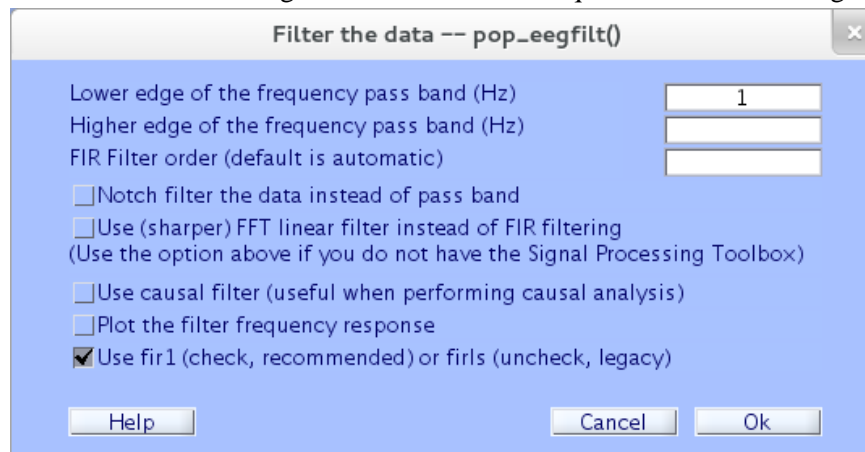 Filter the data -- pop_eegfilt()
Lower edge of the frequency pass band (Hz) 1
Higher edge of the frequency pass band (Hz)
FIR Filter order (default is automatic)
Notch filter the data instead of pass band
Use (sharper) FFT linear filter instead of FIR filtering
(Use the option above if you do not have the Signal Processing Toolbox)
Use causal filter (useful when performing causal analysis)
Plot the filter frequency response
Use fir1 (check, recommended) or firls (uncheck, legacy)
Help Cancel Ok